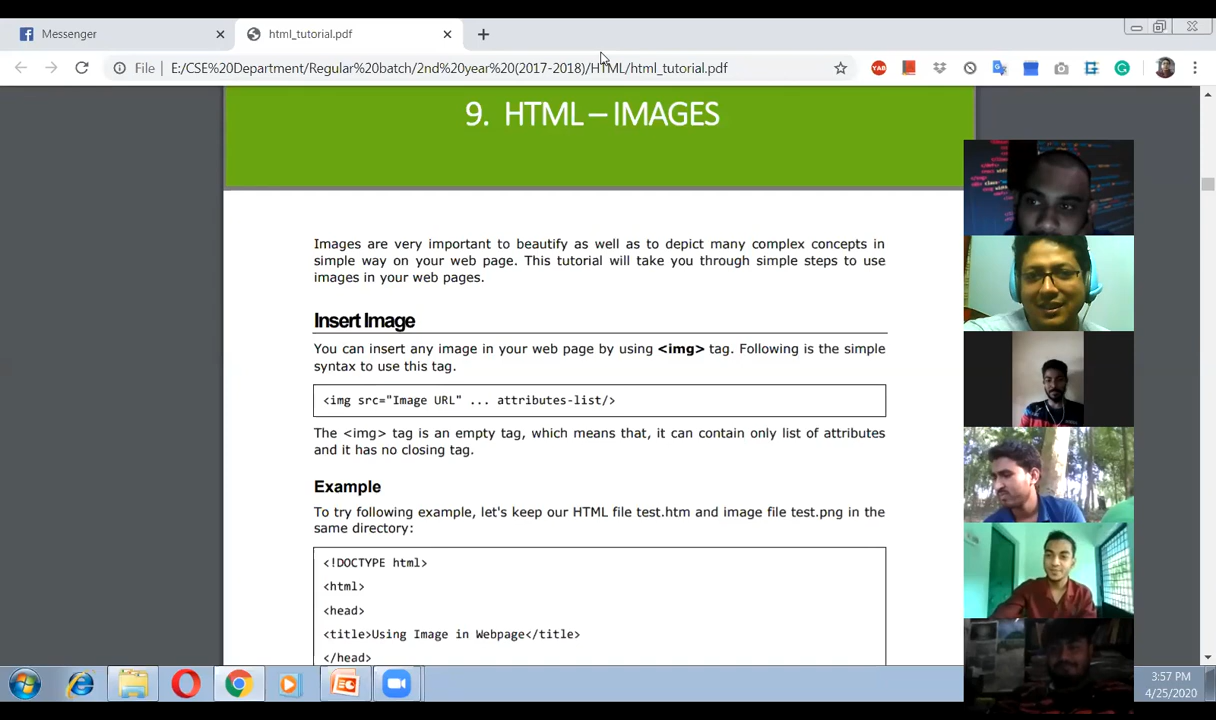 Messenger
html_tutorial.pdf
File
E:/CSE%20Department/Regular%20batch/2nd%20year%20(2017-2018)/HTML/html_tutorial.pdf
YAB
9. HTML – IMAGES
Images are very important to beautify as well as to depict many complex concepts in
simple way on your web page. This tutorial will take you through simple steps to use
images in your web pages.
Insert Image
You can insert any image in your web page by using <img> tag. Following is the simple
syntax to use this tag.
<img src="Image URL" ... attributes-list/>
The <img> tag is an empty tag, which means that, it can contain only list of attributes
and it has no closing tag.
Example
To try following example, let's keep our HTML file test.htm and image file test.png in the
same directory:
<!DOCTYPE html>
<html>
<head>
<title>Using Image in Webpage</title>
</head>
3:57 PM
4/25/2020